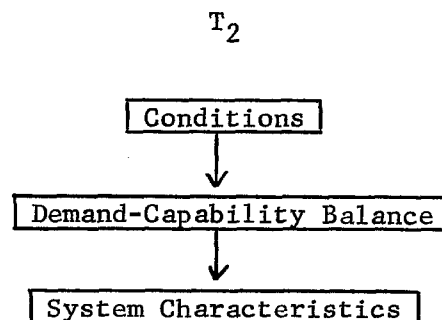 T2
Conditions
Demand-Capability Balance
System Characteristics